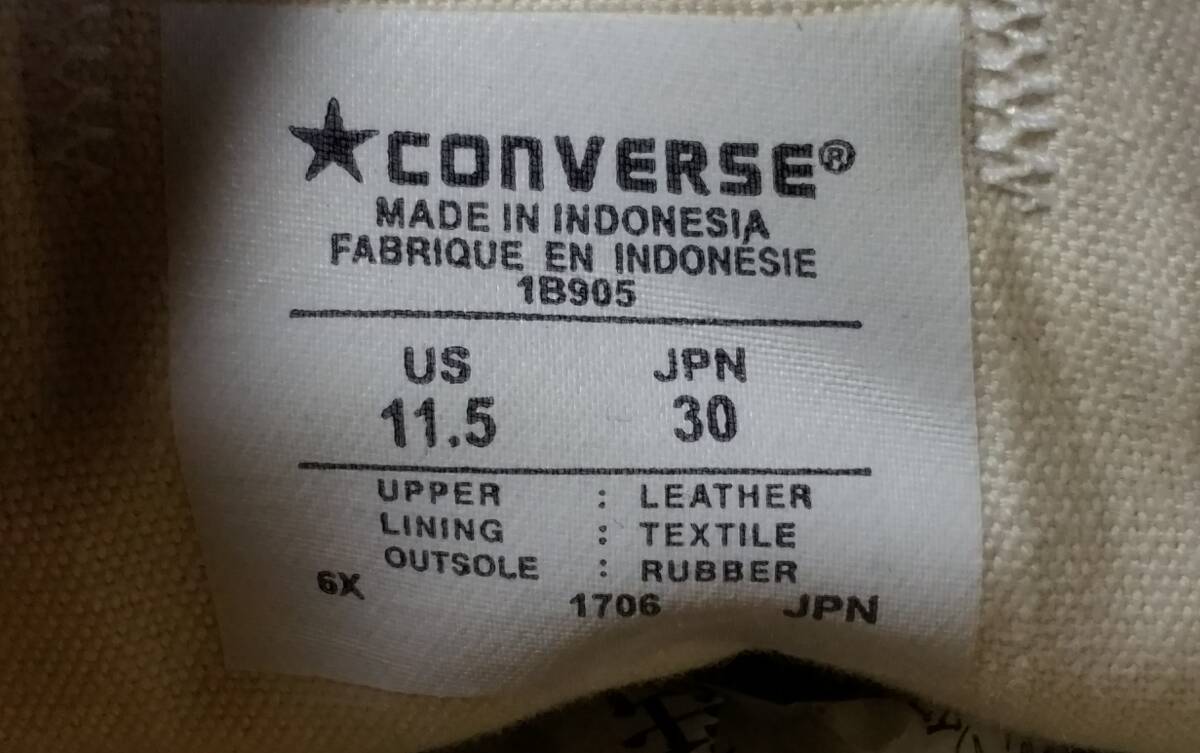 ★CONVERSE®
MADE IN INDONESIA
FABRIQUE EN INDONÉSIE
1B905
US JPN
11.5 30
UPPER : LEATHER
LINING : TEXTILE
OUTSOLE : RUBBER
6X 1706 JPN